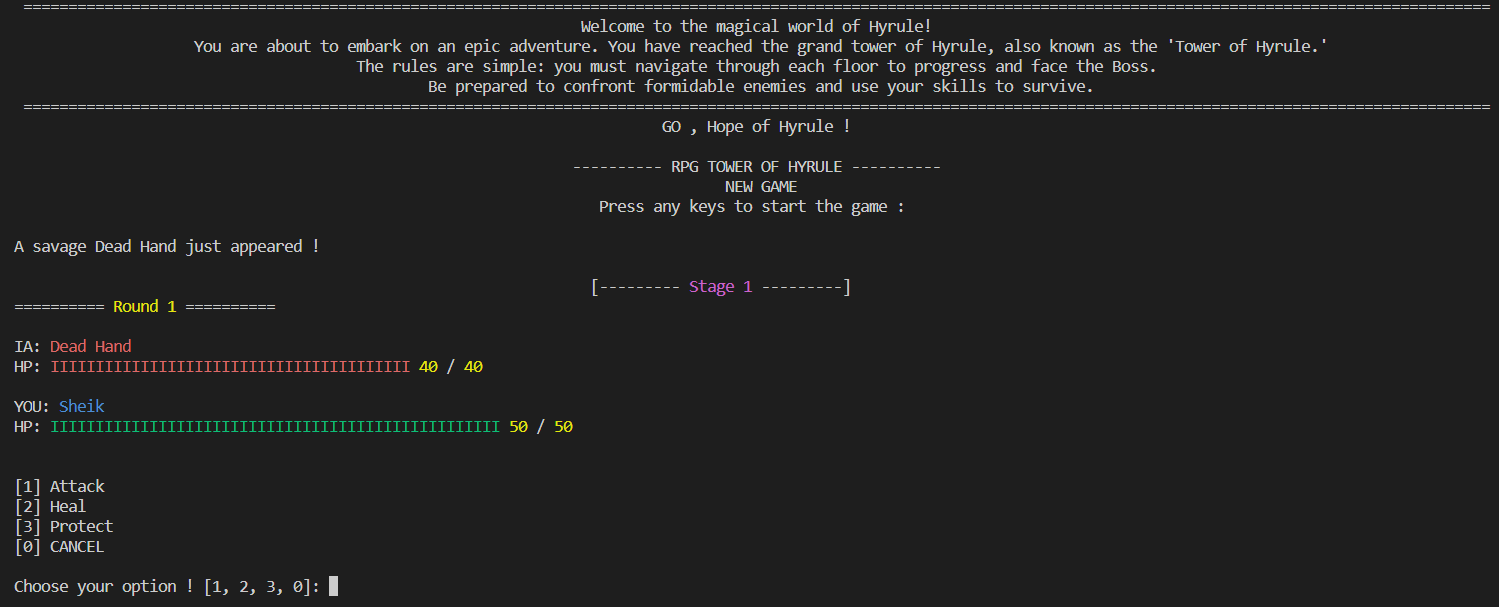 ===================================================================================================================================================================
Welcome to the magical world of Hyrule!
You are about to embark on an epic adventure. You have reached the grand tower of Hyrule, also known as the 'Tower of Hyrule.'
The rules are simple: you must navigate through each floor to progress and face the Boss.
Be prepared to confront formidable enemies and use your skills to survive.
===================================================================================================================================================================
GO , Hope of Hyrule !
---------- RPG TOWER OF HYRULE ----------
NEW GAME
Press any keys to start the game :
A savage Dead Hand just appeared !
[--------- Stage 1 ---------]
========== Round 1 ==========
IA: Dead Hand
HP: IIIIIIIIIIIIIIIIIIIIIIIIIIIIIIIIIIIIIIII 40 / 40
YOU: Sheik
HP: IIIIIIIIIIIIIIIIIIIIIIIIIIIIIIIIIIIIIIIIIIIIIIIIII 50 / 50
[1] Attack
[2] Heal
[3] Protect
[0] CANCEL
Choose your option ! [1, 2, 3, 0]: